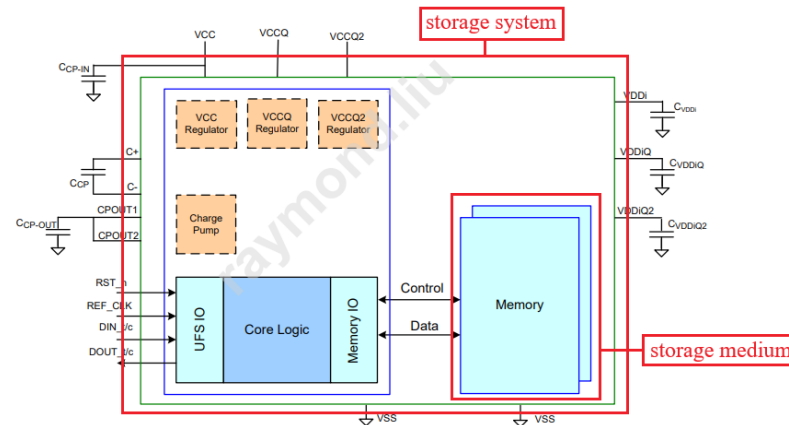 storage system
VCC
VCCQ
VCCQ2
CCP-IN
VCC
Regulator
VCCQ
Regulator
VCCQ2
Regulator
VDDi
CVDDi
C+
CCP
C-
VDDiQ
CVDDiQ
CPOUT1
CCP-OUT
CPOUT2
Charge
Pump
VDDiQ2
CVDDiQ2
raymond.liu
RST_n
REF_CLK
DIN_t/c
DOUT_t/c
UFS IO
Core Logic
Memory IO
Control
Data
Memory
storage medium
VSS
VSS